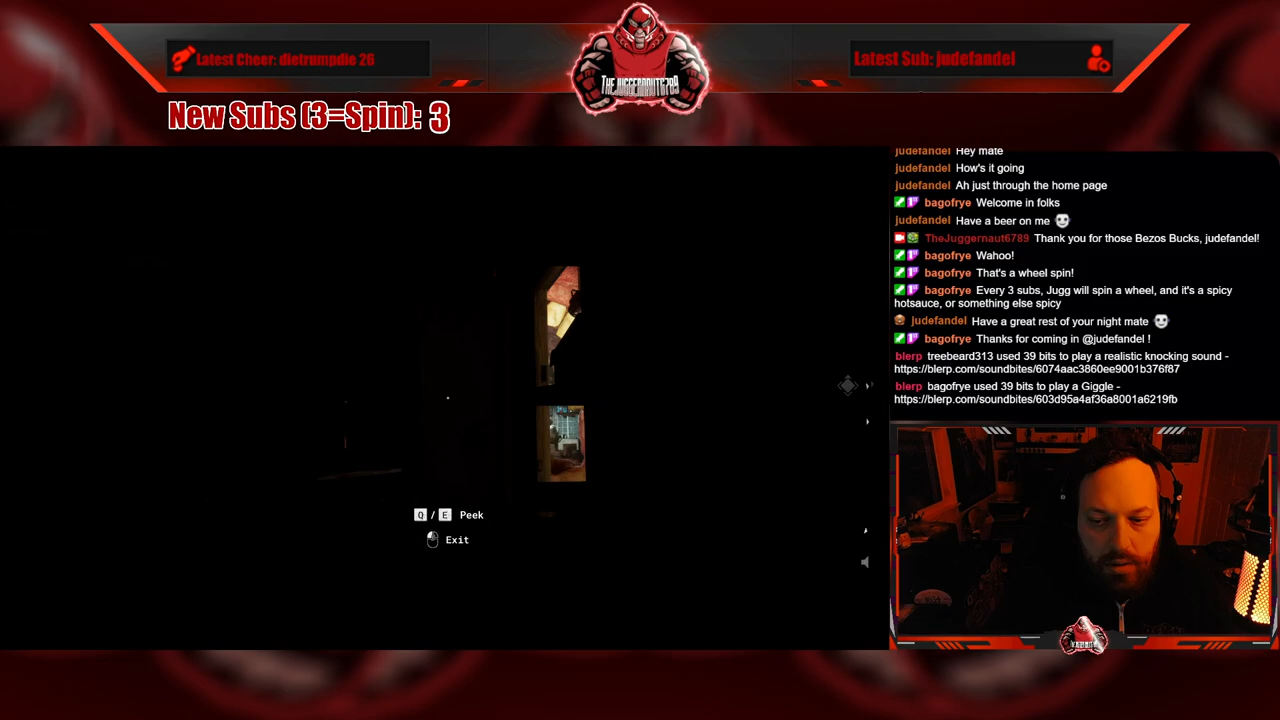 Latest Cheer: dietrumpdie 26
THEJUGGERNAUT6789
Latest Sub: judefandel
New Subs (3=Spin): 3
judefandel Hey mate
judefandel How's it going
judefandel Ah just through the home page
bagofrye Welcome in folks
judefandel Have a beer on me
TheJuggernaut6789 Thank you for those Bezos Bucks, judefandel!
bagofrye Wahoo!
bagofrye That's a wheel spin!
bagofrye Every 3 subs, Jugg will spin a wheel, and it's a spicy
hotsauce, or something else spicy
judefandel Have a great rest of your night mate
bagofrye Thanks for coming in @judefandel !
blerp treebeard313 used 39 bits to play a realistic knocking sound -
https://blerp.com/soundbites/6074aac3860ee9001b376f87
blerp bagofrye used 39 bits to play a Giggle -
https://blerp.com/soundbites/603d95a4af36a8001a6219fb
Q / E Peek
Exit